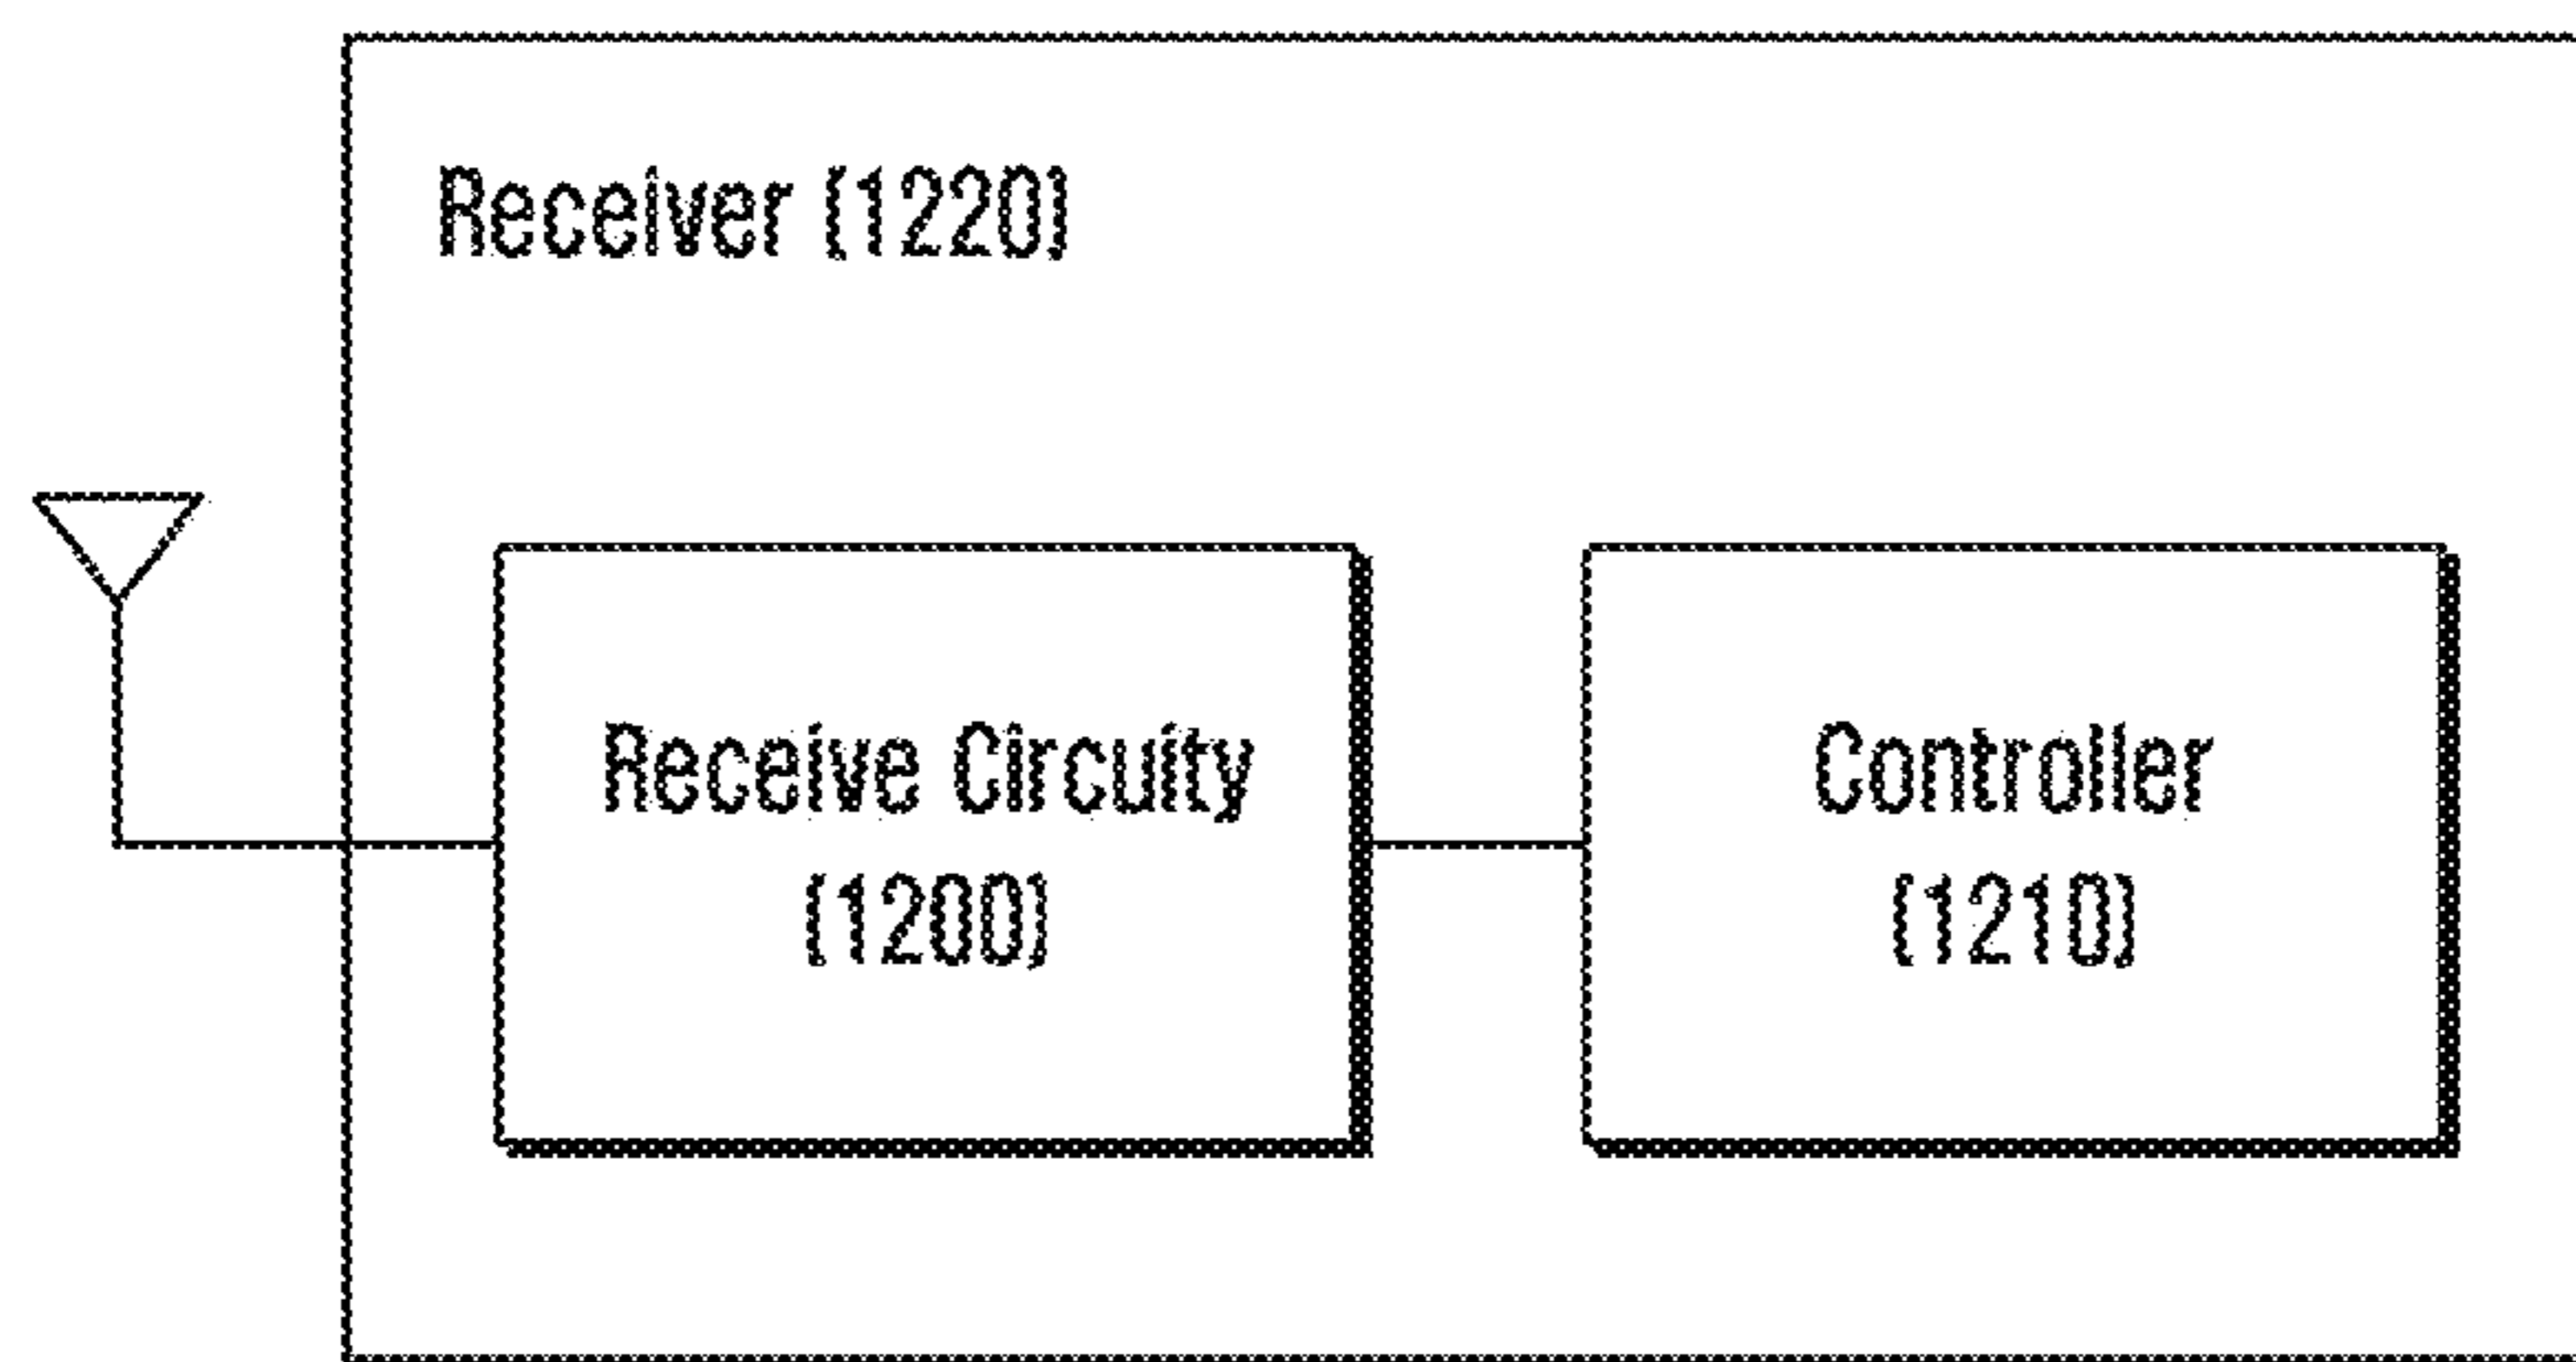 Receiver (1220)
Receive Circuity
(1200)
Controller
(1210)